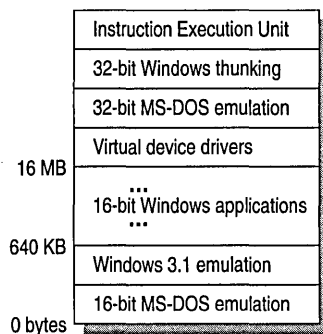 Instruction Execution Unit
32-bit Windows thunking
32-bit MS-DOS emulation
Virtual device drivers
16 MB
...
16-bit Windows applications
...
640 KB
Windows 3.1 emulation
16-bit MS-DOS emulation
0 bytes